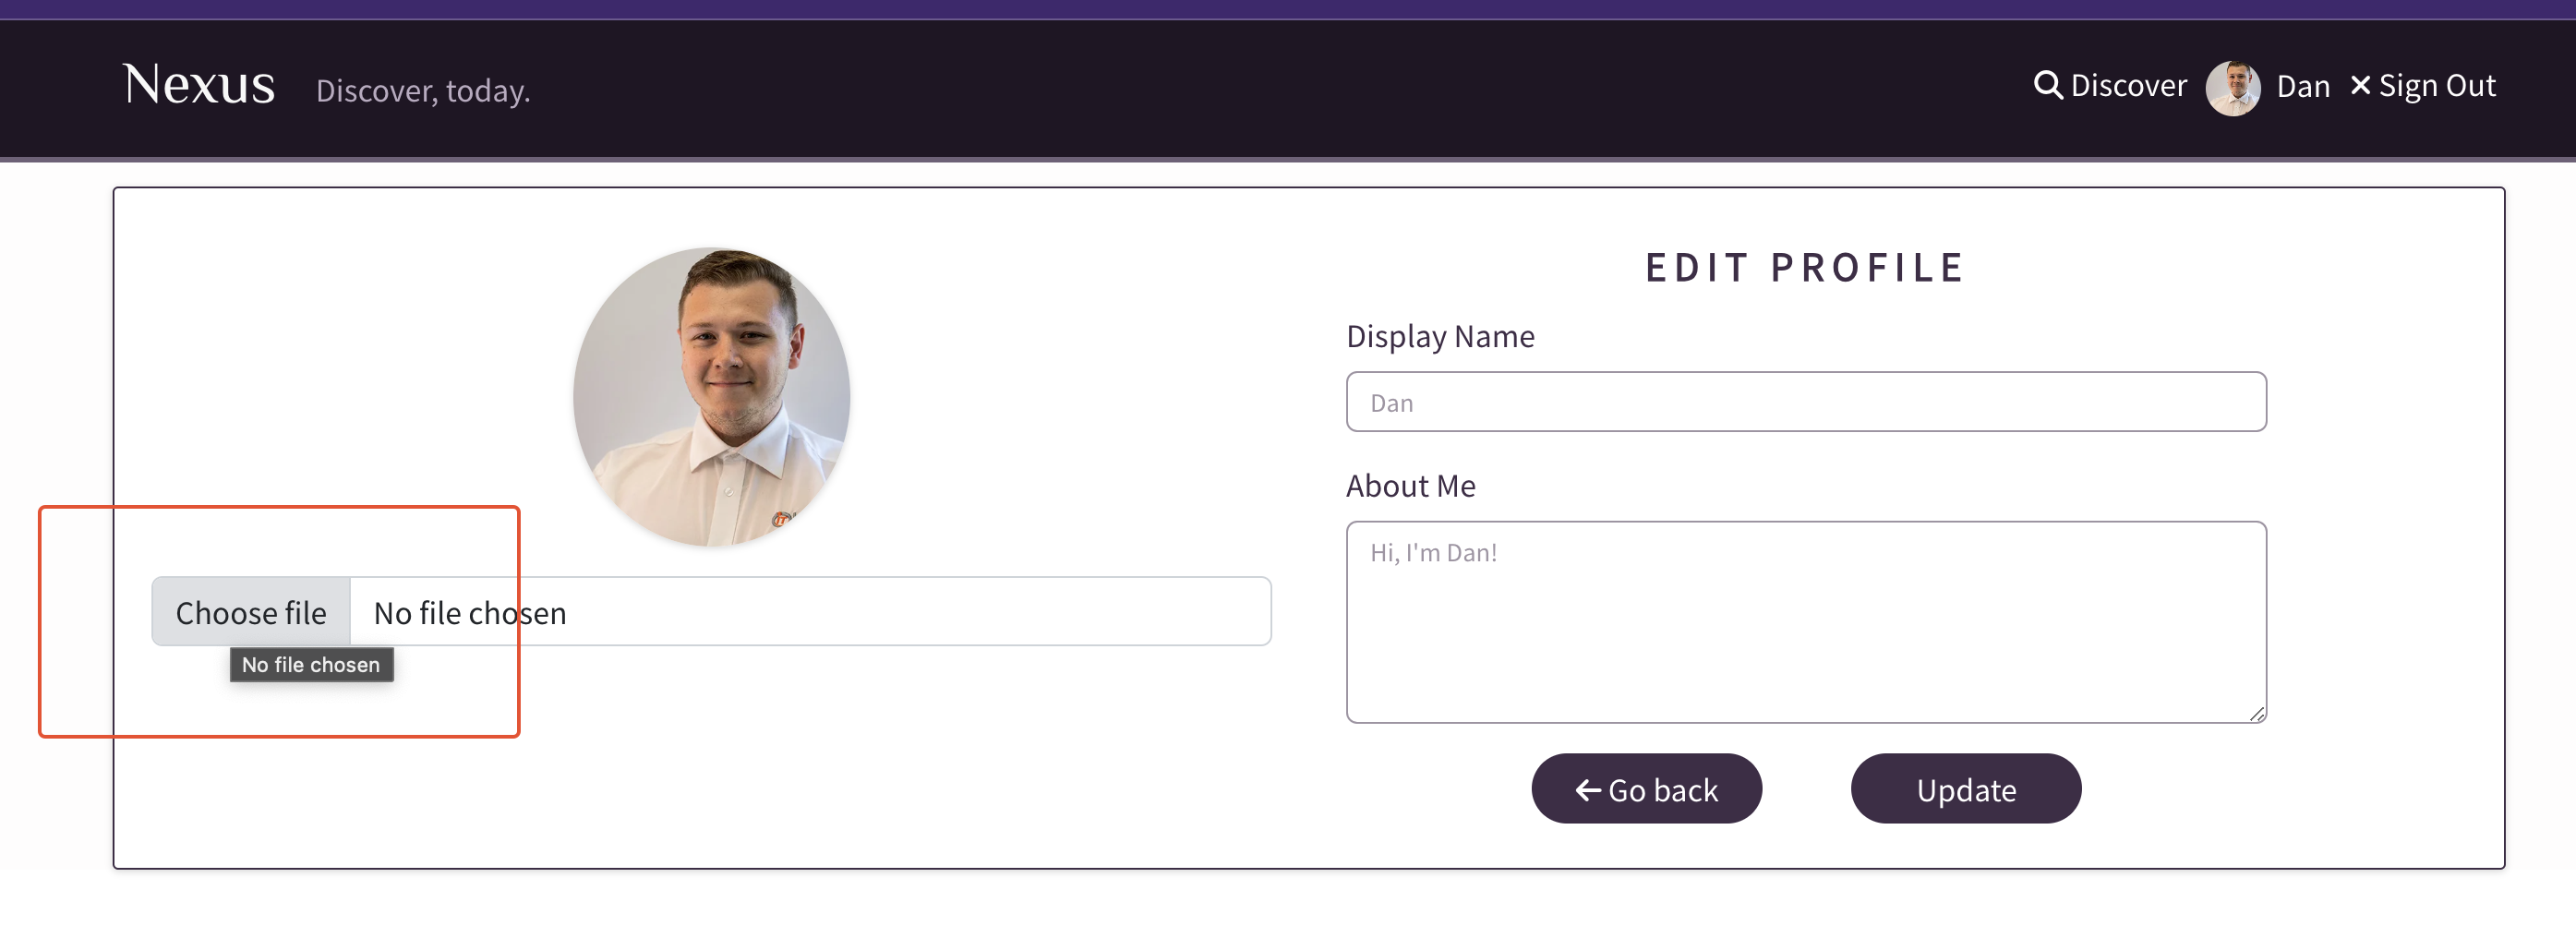 Nexus Discover, today. Discover Dan Sign Out
EDIT PROFILE
Display Name
Dan
About Me
Hi, I'm Dan!
Choose file No file chosen
No file chosen
Go back Update